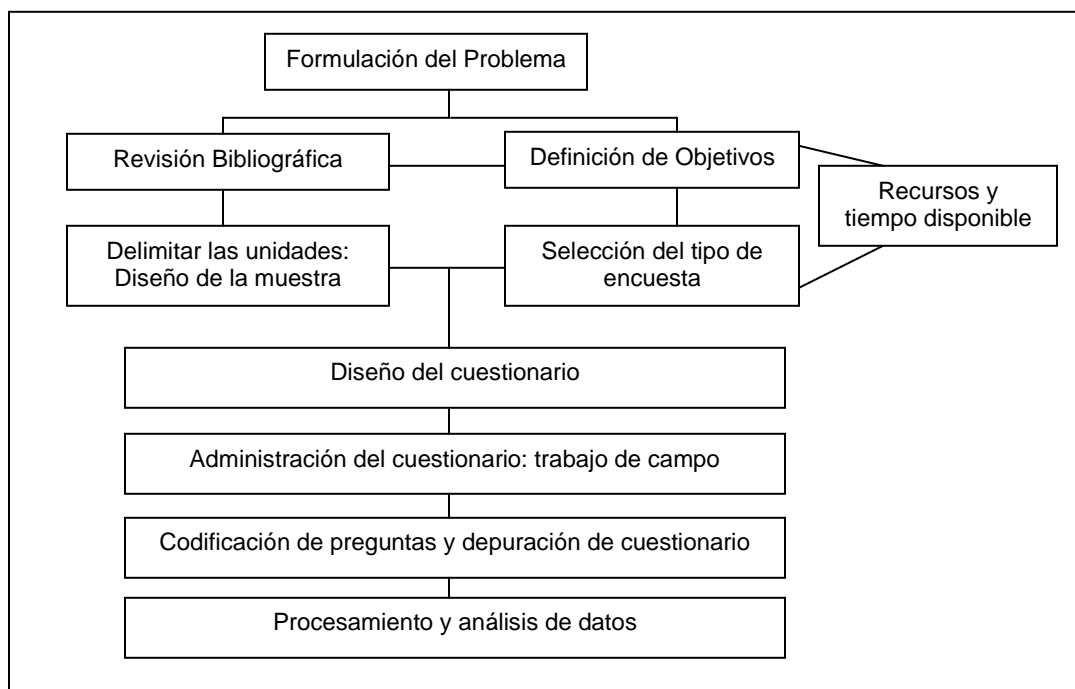 Formulación del Problema
Revisión Bibliográfica
Definición de Objetivos
Recursos y
tiempo disponible
Delimitar las unidades:
Diseño de la muestra
Selección del tipo de
encuesta
Diseño del cuestionario
Administración del cuestionario: trabajo de campo
Codificación de preguntas y depuración de cuestionario
Procesamiento y análisis de datos